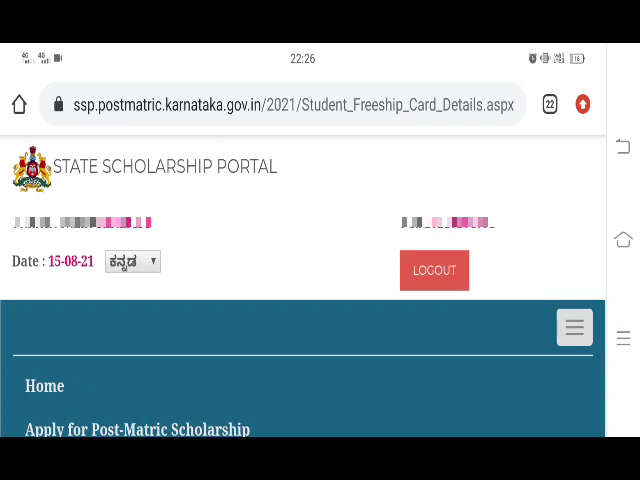 4G 4G 22:26 18
ssp.postmatric.karnataka.gov.in/2021/Student_Freeship_Card_Details.aspx 22
STATE SCHOLARSHIP PORTAL
Date : 15-08-21 ಕನ್ನಡ
LOGOUT
Home
Apply for Post-Matric Scholarship